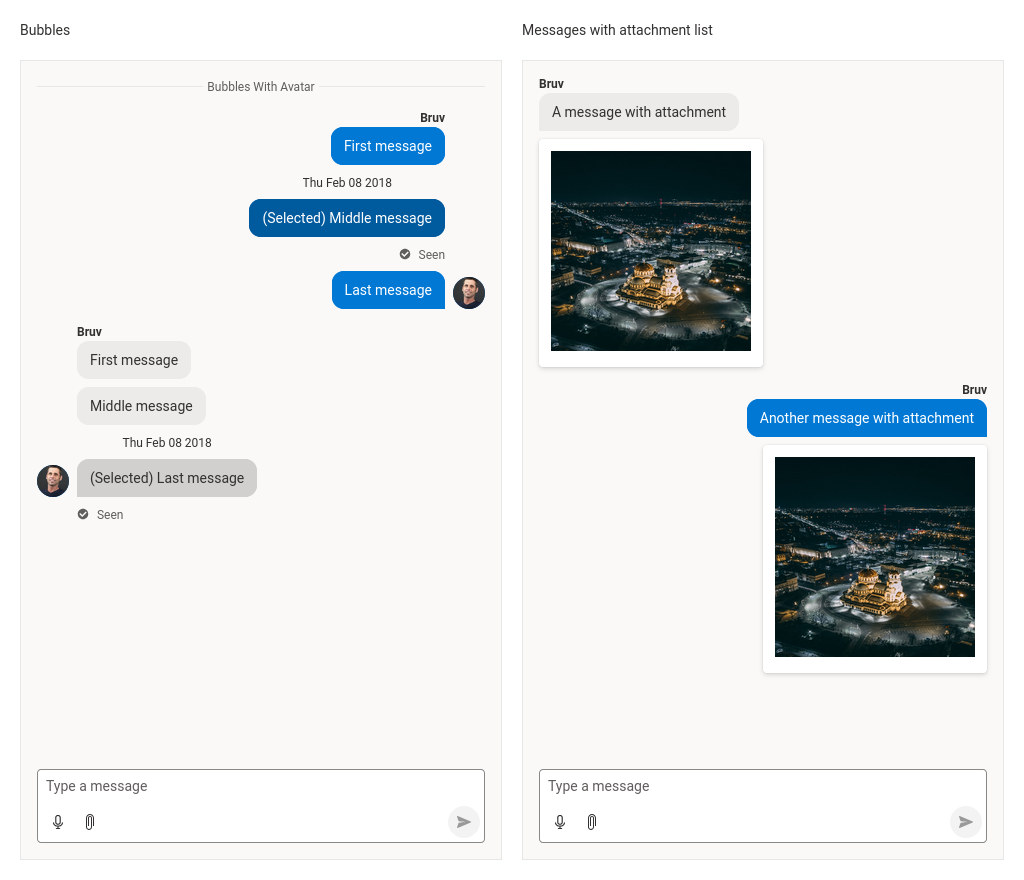 Bubbles
Bubbles With Avatar
Bruv
First message
Thu Feb 08 2018
(Selected) Middle message
Seen
Last message
Bruv
First message
Middle message
Thu Feb 08 2018
(Selected) Last message
Seen
Type a message
Messages with attachment list
Bruv
A message with attachment
Bruv
Another message with attachment
Type a message